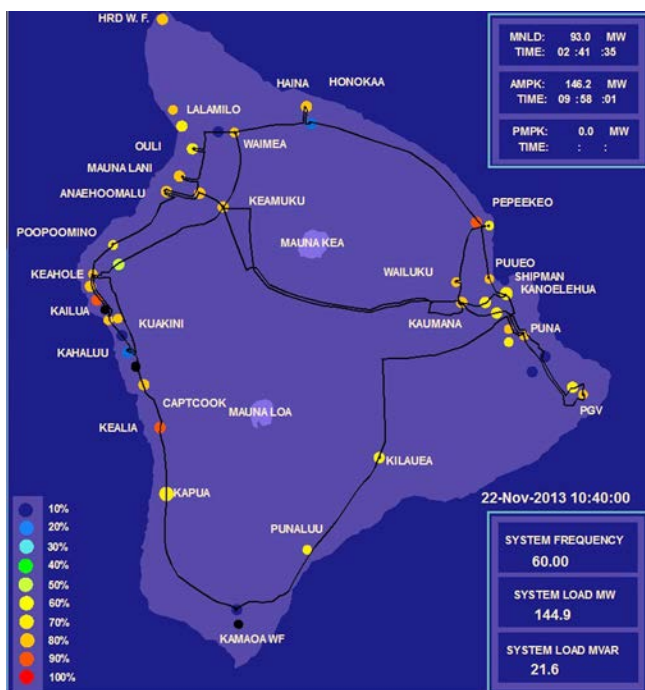 HRD W. F.
MNLD: 93.0 MW
TIME: 02 :41 :35
AMPK: 146.2 MW
TIME: 09 :58 :01
PMPK: 0.0 MW
TIME: : :
HAINA
HONOKAA
LALAMILO
OULI
WAIMEA
MAUNA LANI
ANAEHOOMALU
KEAMUKU
PEPEEKEO
POOPOOMINO
MAUNA KEA
KEAHOLE
WAILUKU
PUUEO
SHIPMAN
KANOELEHUA
KAILUA
KUAKINI
KAUMANA
PUNA
KAHALUU
CAPTCOOK
MAUNA LOA
PGV
KEALIA
KILAUEA
KAPUA
22-Nov-2013 10:40:00
PUNALUU
KAMAOA WF
10%
20%
30%
40%
50%
60%
70%
80%
90%
100%
SYSTEM FREQUENCY
60.00
SYSTEM LOAD MW
144.9
SYSTEM LOAD MVAR
21.6